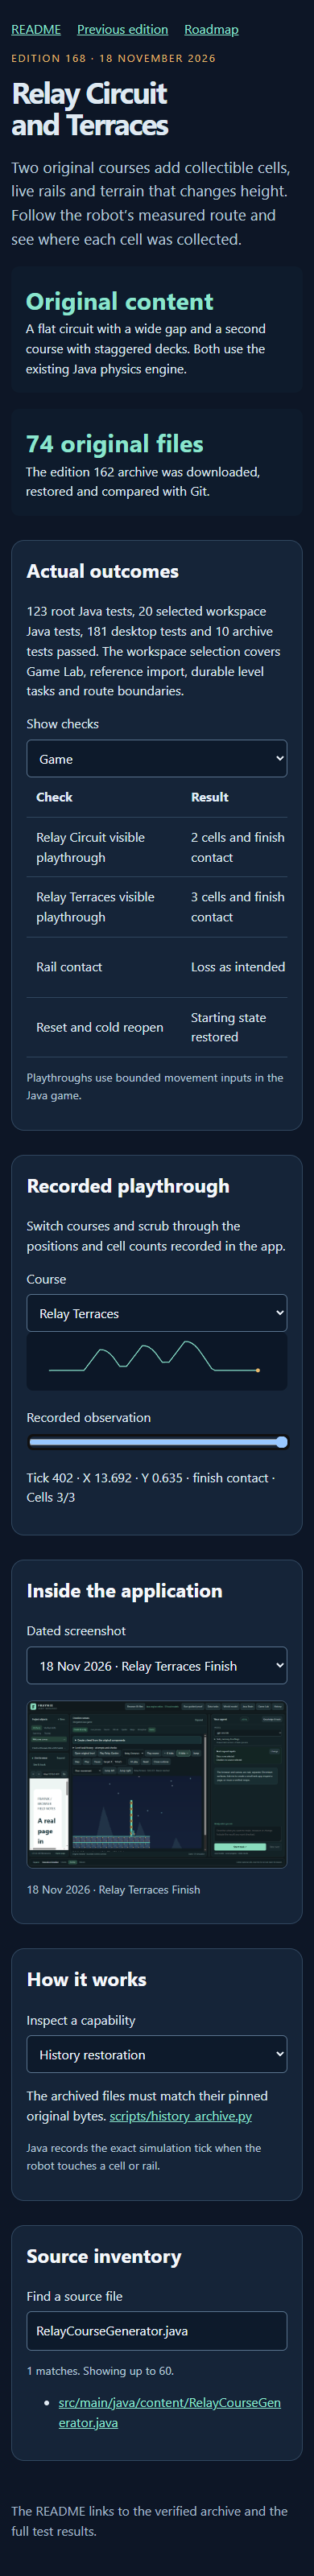 README Previous edition Roadmap
EDITION 168 · 18 NOVEMBER 2026
Relay Circuit
and Terraces
Two original courses add collectible cells,
live rails and terrain that changes height.
Follow the robot's measured route and
see where each cell was collected.
Original content
A flat circuit with a wide gap and a second
course with staggered decks. Both use the
existing Java physics engine.
74 original files
The edition 162 archive was downloaded,
restored and compared with Git.
Actual outcomes
123 root Java tests, 20 selected workspace
Java tests, 181 desktop tests and 10 archive
tests passed. The workspace selection covers
Game Lab, reference import, durable level
tasks and route boundaries.
Show checks
Game
Check Result
Relay Circuit visible
playthrough
2 cells and finish
contact
Relay Terraces visible
playthrough
3 cells and finish
contact
Rail contact Loss as intended
Reset and cold reopen
Starting state
restored
Playthroughs use bounded movement inputs in the
Java game.
Recorded playthrough
Switch courses and scrub through the
positions and cell counts recorded in the app.
Course
Relay Terraces
Recorded observation
Tick 402 · X 13.692 · Y 0.635 · finish contact ·
Cells 3/3
Inside the application
Dated screenshot
18 Nov 2026 · Relay Terraces Finish
A real
page
in
18 Nov 2026 · Relay Terraces Finish
How it works
Inspect a capability
History restoration
The archived files must match their pinned
original bytes. scripts/history_archive.py
Java records the exact simulation tick when the
robot touches a cell or rail.
Source inventory
Find a source file
RelayCourseGenerator.java
1 matches. Showing up to 60.
src/main/java/content/RelayCourseGen
erator.java
The README links to the verified archive and the
full test results.